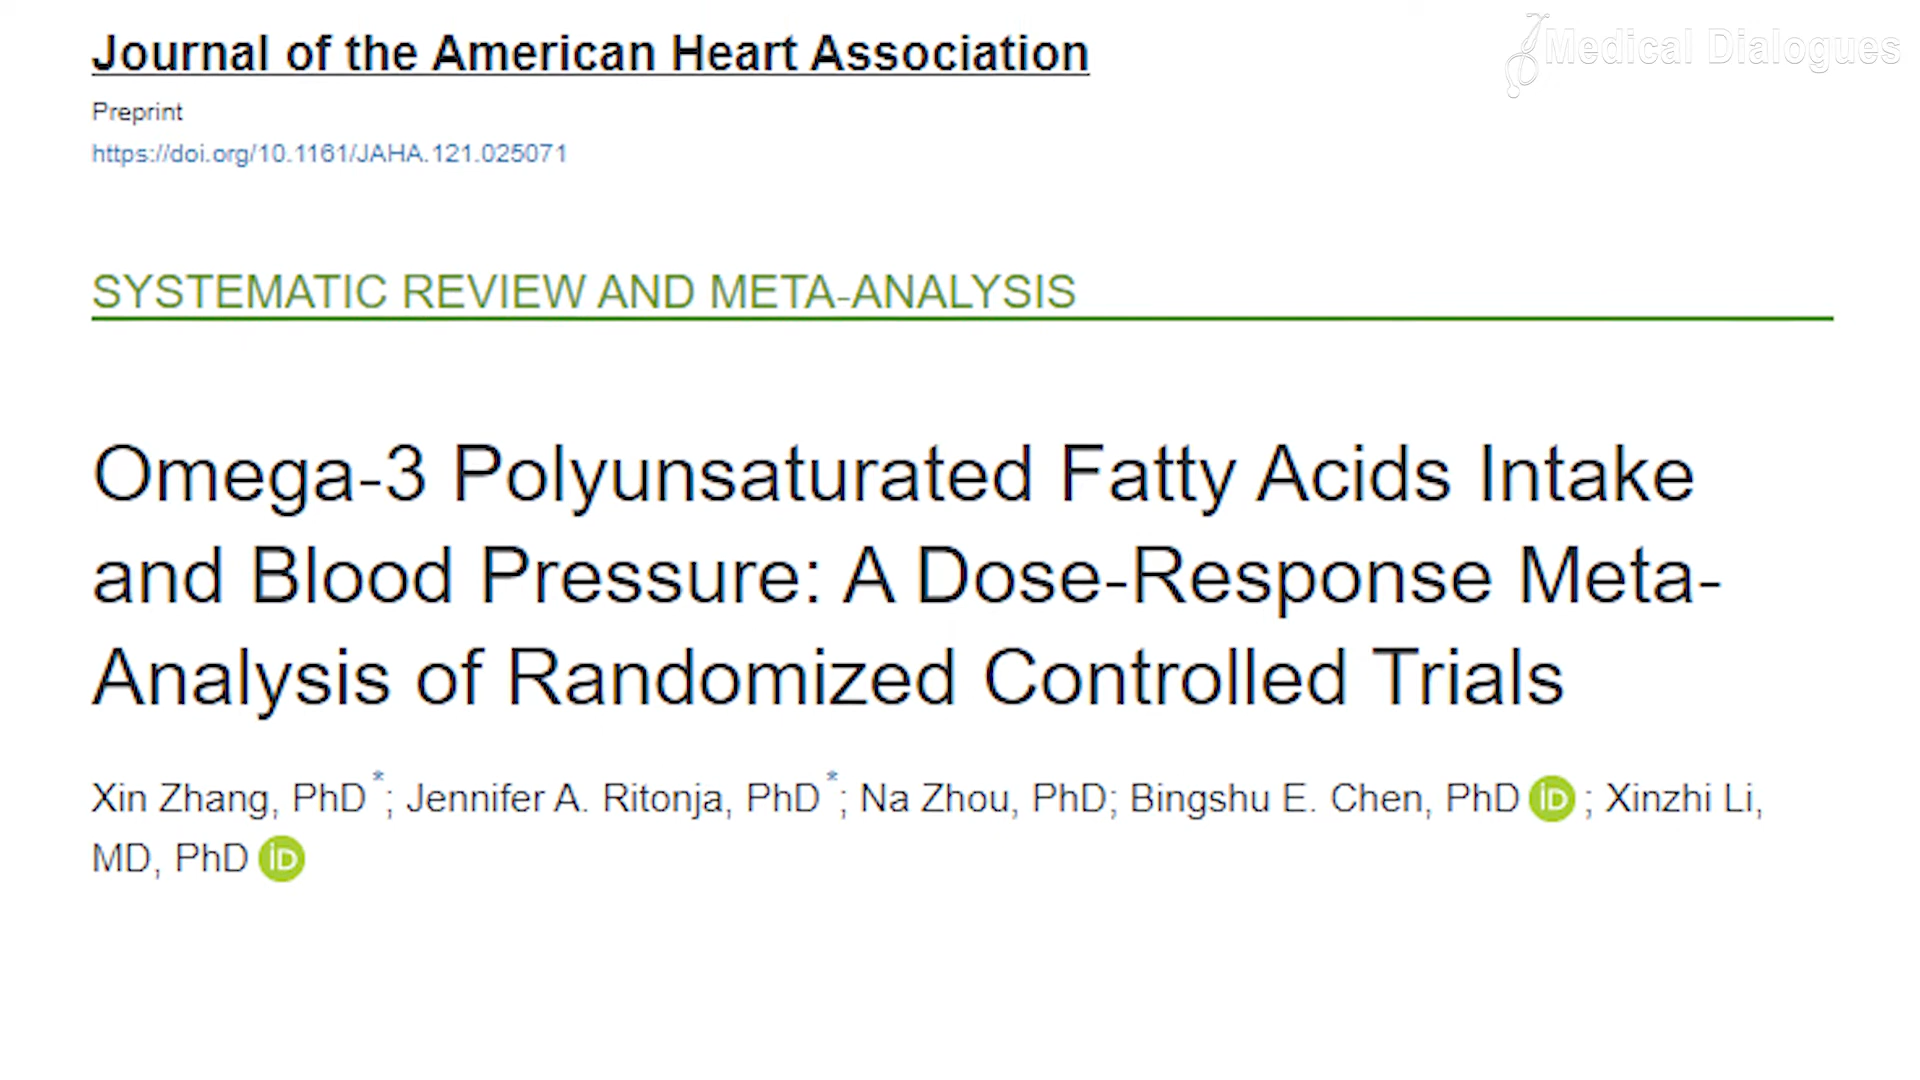 Journal of the American Heart Association
Medical Dialogues
Preprint
https://doi.org/10.1161/JAHA.121.025071
SYSTEMATIC REVIEW AND META-ANALYSIS
Omega-3 Polyunsaturated Fatty Acids Intake
and Blood Pressure: A Dose-Response Meta-
Analysis of Randomized Controlled Trials
Xin Zhang, PhD*; Jennifer A. Ritonja, PhD*; Na Zhou, PhD; Bingshu E. Chen, PhD iD ; Xinzhi Li,
MD, PhD iD